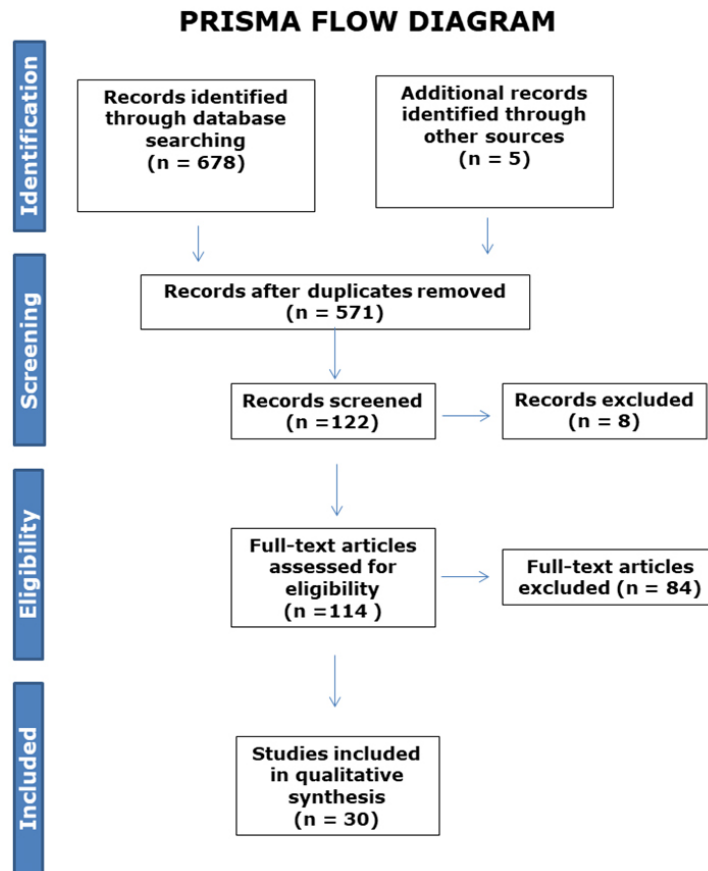 PRISMA FLOW DIAGRAM
Identification
Records identified
through database
searching
(n = 678)
Additional records
identified through
other sources
(n = 5)
Screening
Records after duplicates removed
(n = 571)
Records screened
(n =122)
Records excluded
(n = 8)
Eligibility
Full-text articles
assessed for
eligibility
(n =114 )
Full-text articles
excluded (n = 84)
Included
Studies included
in qualitative
synthesis
(n = 30)